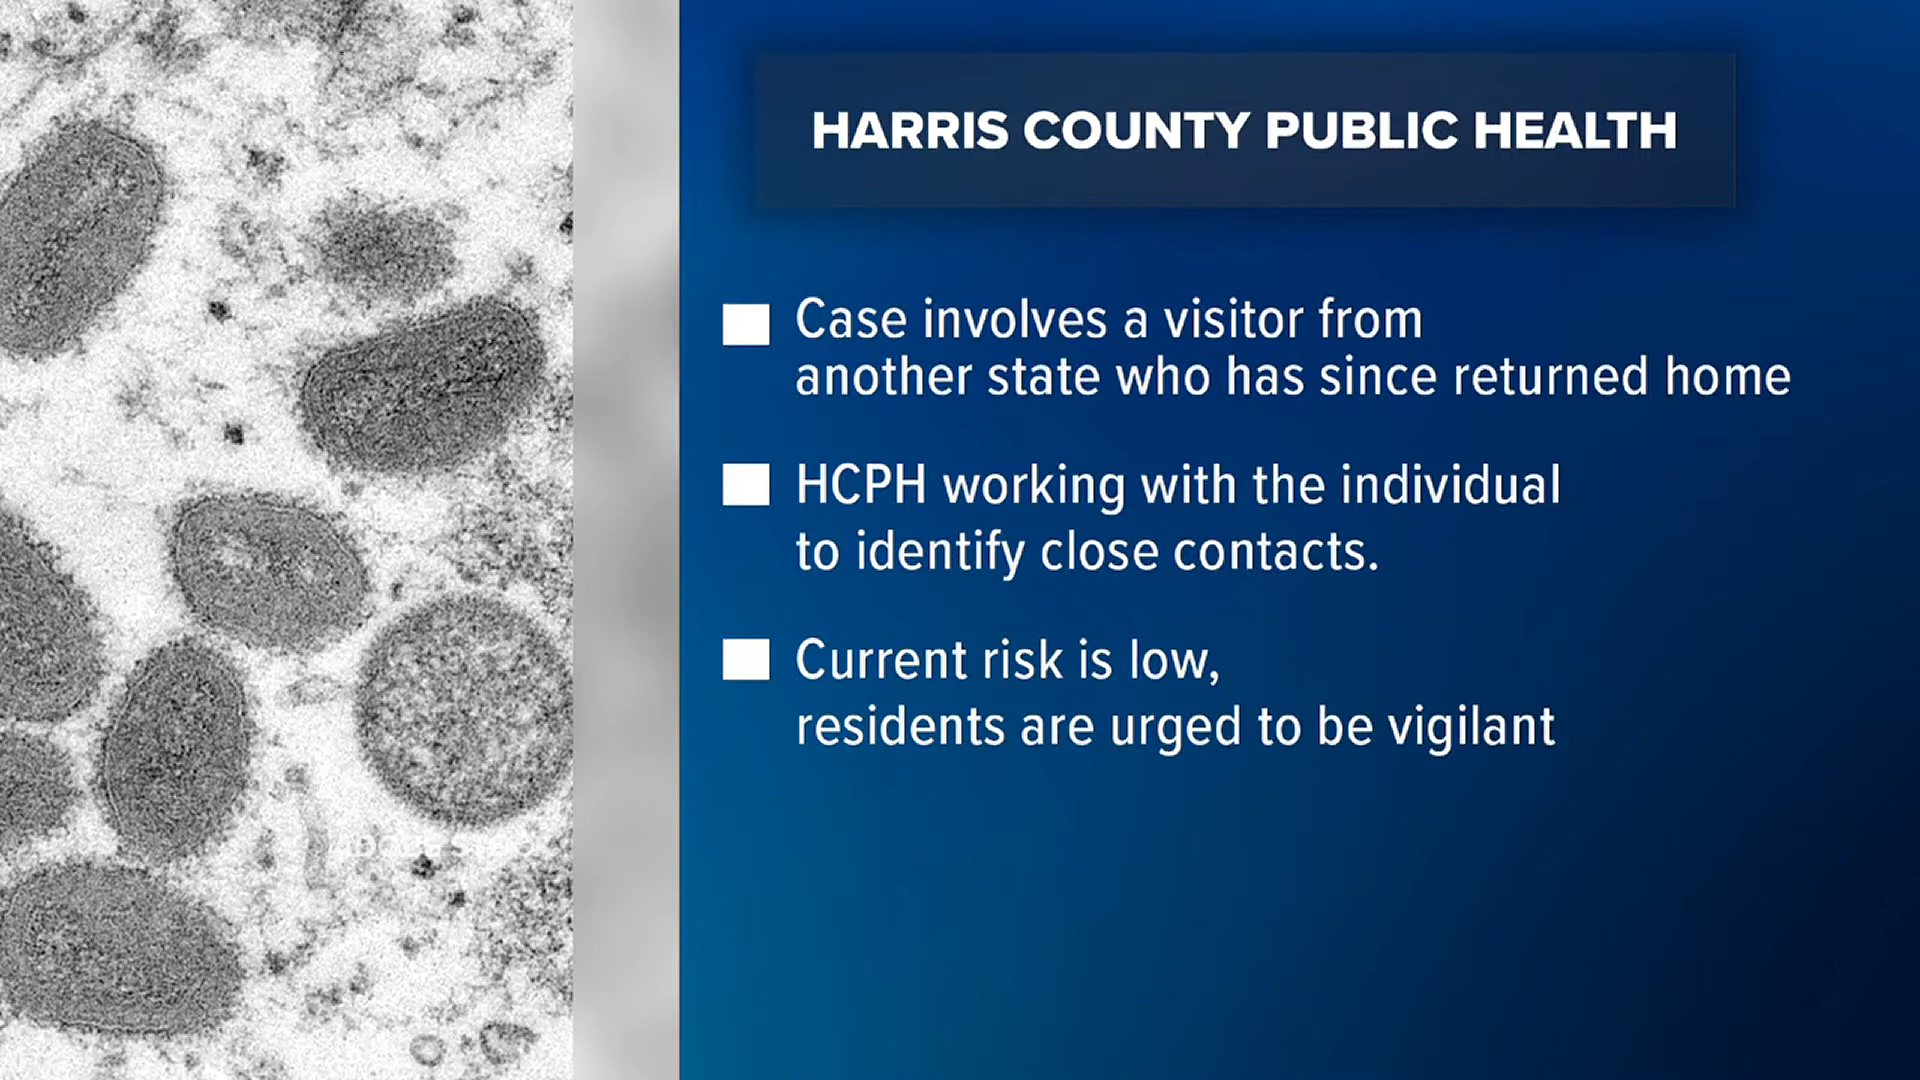 HARRIS COUNTY PUBLIC HEALTH
Case involves a visitor from
another state who has since returned home
HCPH working with the individual
to identify close contacts.
Current risk is low,
residents are urged to be vigilant